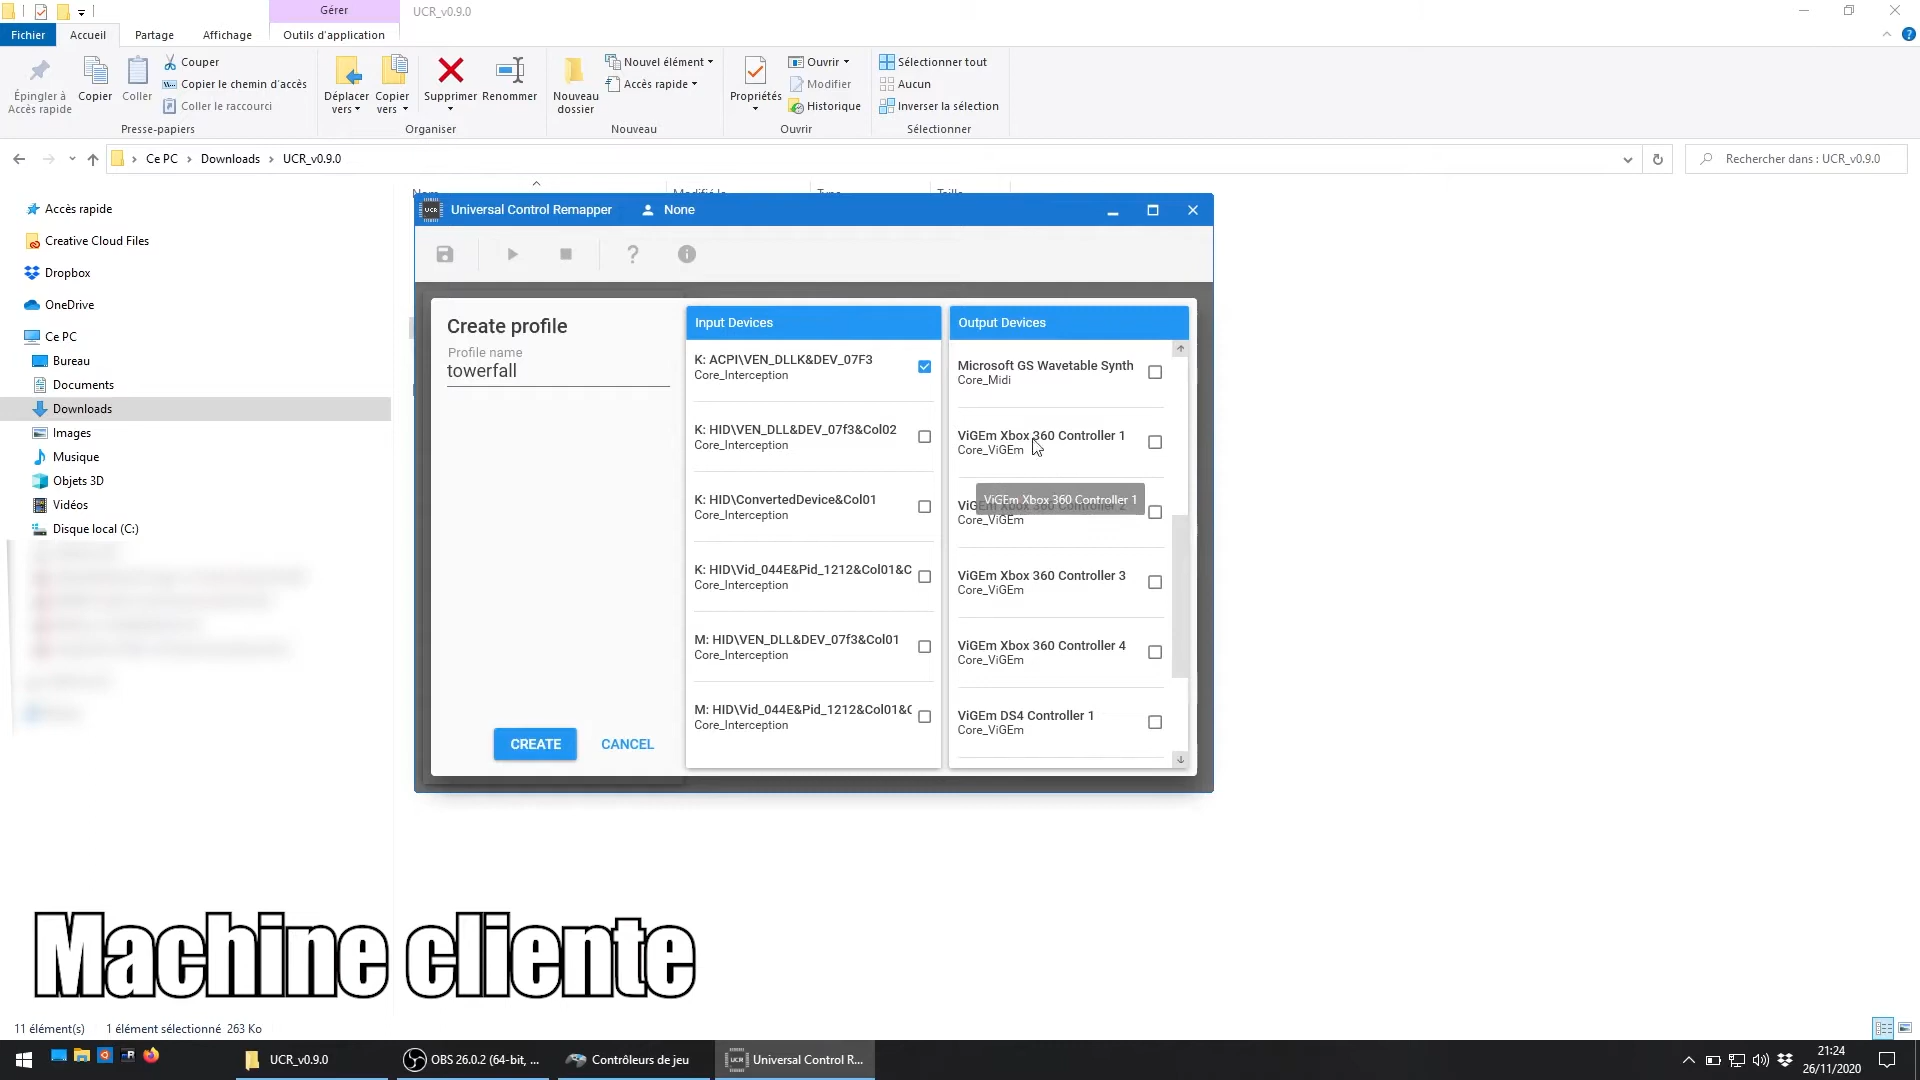 Gérer
UCR_v0.9.0
Fichier
Accueil
Partage
Affichage
Outils d'application
Épingler à
Accès rapide
Copier
Coller
Couper
Copier le chemin d'accès
Coller le raccourci
Presse-papiers
Déplacer
vers
Copier
vers
Supprimer
Renommer
Organiser
Nouveau
dossier
Nouvel élément
Accès rapide
Nouveau
Propriétés
Ouvrir
Modifier
Historique
Ouvrir
Sélectionner tout
Aucun
Inverser la sélection
Sélectionner
Ce PC
Downloads
UCR_v0.9.0
Rechercher dans : UCR_v0.9.0
Accès rapide
Creative Cloud Files
Dropbox
OneDrive
Ce PC
Bureau
Documents
Downloads
Images
Musique
Objets 3D
Vidéos
Disque local (C:)
UCR
Universal Control Remapper
None
Create profile
Profile name
towerfall
CREATE
CANCEL
Input Devices
K: ACPI\VEN_DLLK&DEV_07F3
Core_Interception
K: HID\VEN_DLL&DEV_07f3&Col02
Core_Interception
K: HID\ConvertedDevice&Col01
Core_Interception
K: HID\Vid_044E&Pid_1212&Col01&C
Core_Interception
M: HID\VEN_DLL&DEV_07f3&Col01
Core_Interception
M: HID\Vid_044E&Pid_1212&Col01&C
Core_Interception
Output Devices
Microsoft GS Wavetable Synth
Core_Midi
ViGEm Xbox 360 Controller 1
Core_ViGEm
ViGEm Xbox 360 Controller 1
ViGEm Xbox 360 Controller 2
Core_ViGEm
ViGEm Xbox 360 Controller 3
Core_ViGEm
ViGEm Xbox 360 Controller 4
Core_ViGEm
ViGEm DS4 Controller 1
Core_ViGEm
Machine cliente
11 élément(s)
1 élément sélectionné 263 Ko
UCR_v0.9.0
OBS 26.0.2 (64-bit, ...
Contrôleurs de jeu
UCR
Universal Control R...
21:24
26/11/2020